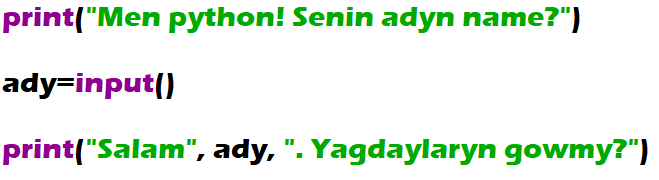 print("Men python! Senin adyn name?")
ady=input()
print("Salam", ady, ". Yagdaylaryn gowmy?")